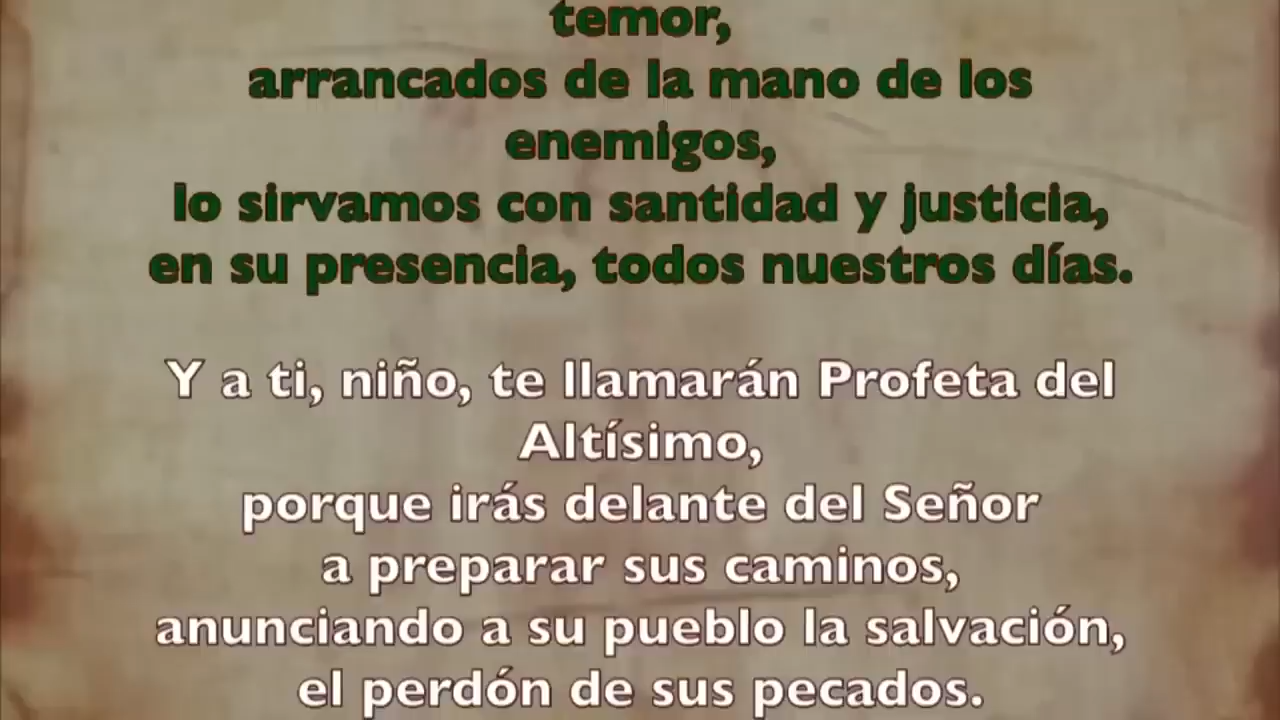 temor,
arrancados de la mano de los
enemigos,
lo sirvamos con santidad y justicia,
en su presencia, todos nuestros días.
Y a ti, niño, te llamarán Profeta del
Altísimo,
porque irás delante del Señor
a preparar sus caminos,
anunciando a su pueblo la salvación,
el perdón de sus pecados.